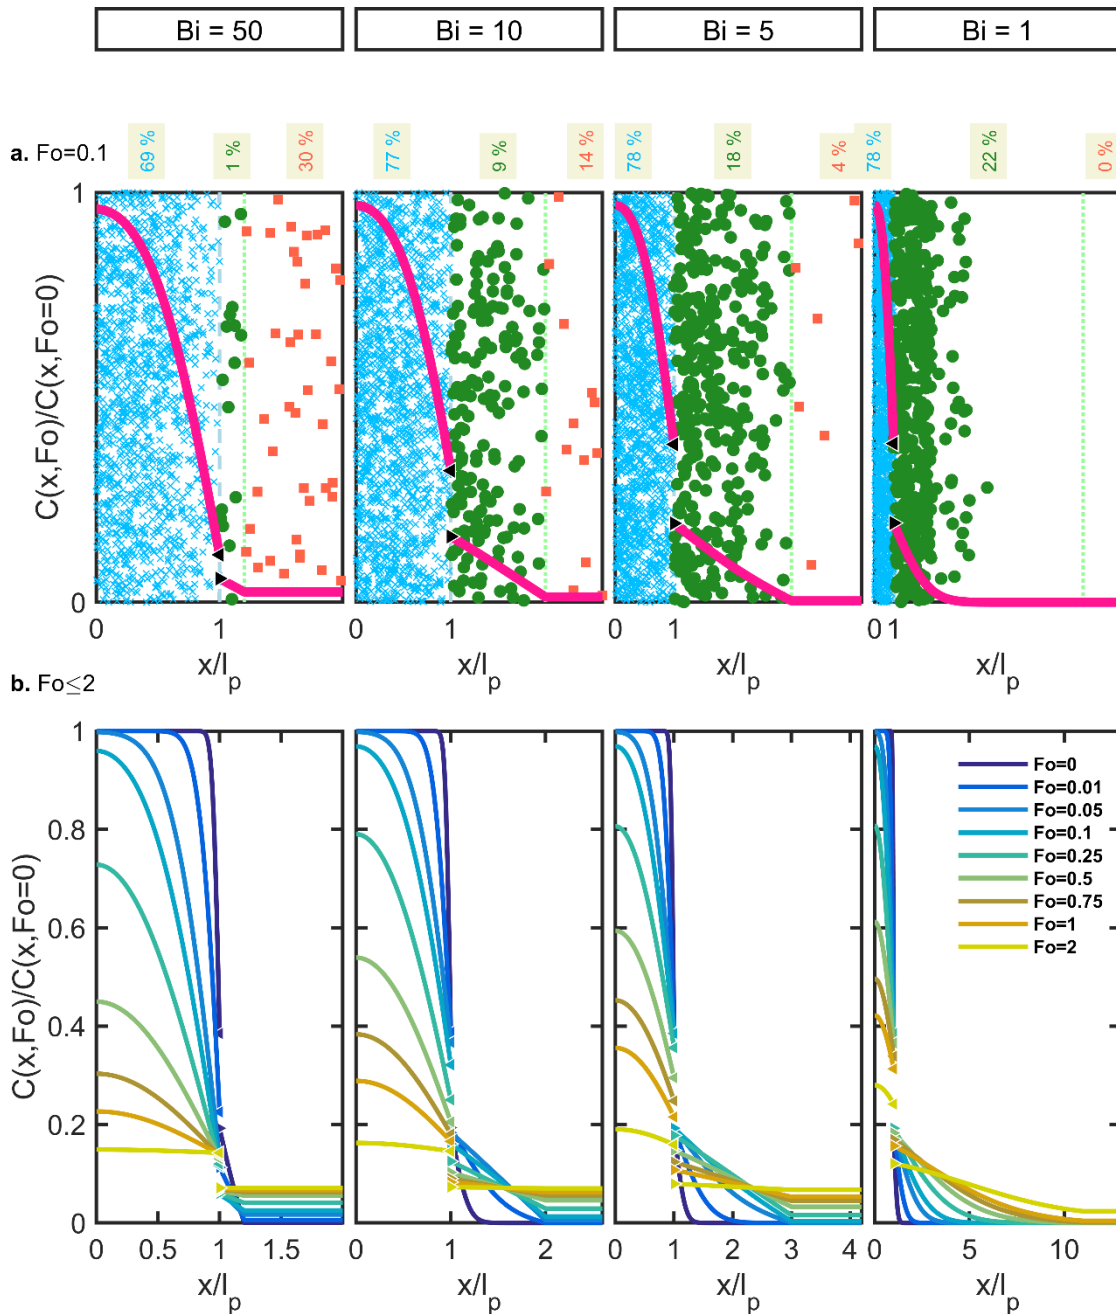 Bi = 50
Bi = 10
Bi = 5
Bi = 1
a. Fo=0.1
69 %
1 %
30 %
77 %
9 %
14 %
78 %
18 %
4 %
78 %
22 %
0 %
C(x,Fo)/C(x,Fo=0)
1
0
0 1
0 1
0 1
0 1
x/lp
x/lp
x/lp
x/lp
b. Fo≤2
C(x,Fo)/C(x,Fo=0)
1
0.8
0.6
0.4
0.2
0
Fo=0
Fo=0.01
Fo=0.05
Fo=0.1
Fo=0.25
Fo=0.5
Fo=0.75
Fo=1
Fo=2
0 0.5 1 1.5
0 1 2
0 1 2 3 4
0 5 10
x/lp
x/lp
x/lp
x/lp